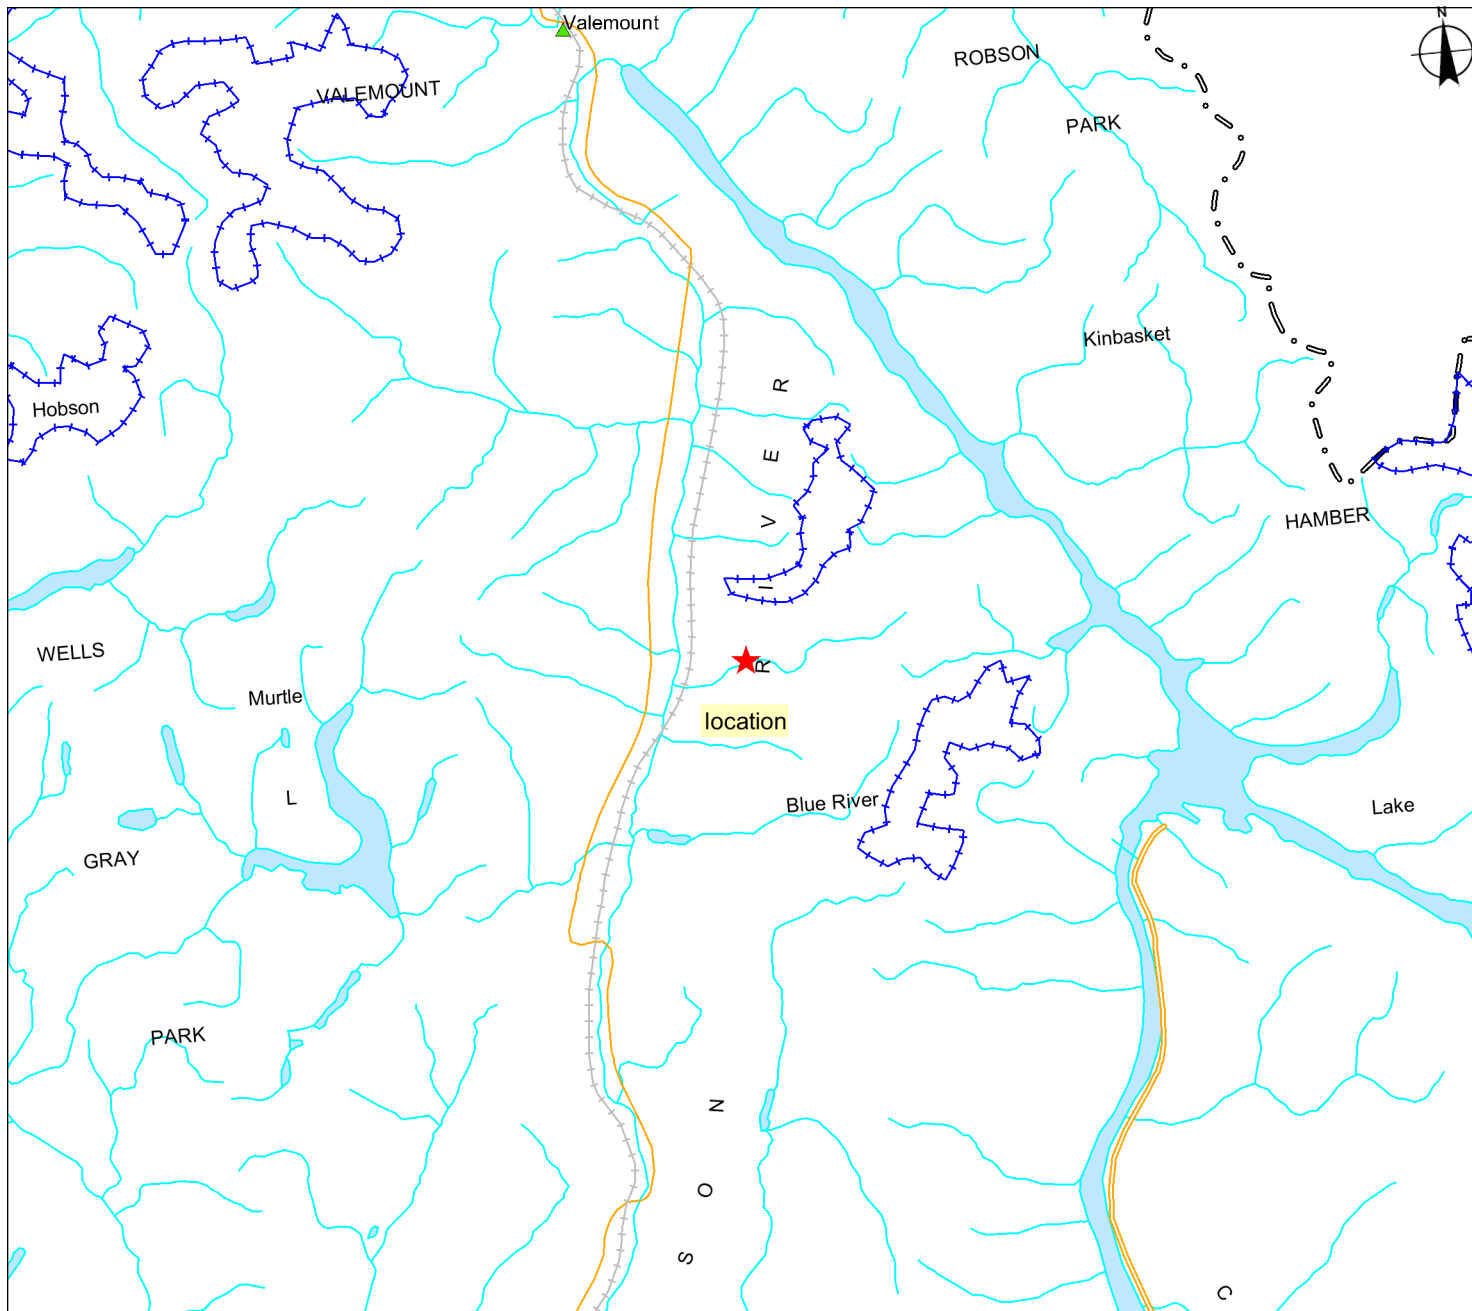 Valemount
N
ROBSON
VALEMOUNT
PARK
Kinbasket
R
Hobson
E
V
HAMBER
I
WELLS
R
Murtle
location
L
Blue River
Lake
GRAY
PARK
N
O
S
C